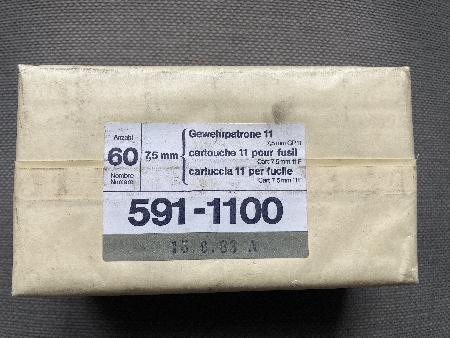 Anzahl
60
Nombre
Numero
7,5 mm
Gewehrpatrone 11
7,5 mm GP 11
cartouche 11 pour fusil
Cart 7 5 mm 11 F
cartuccia 11 per fucile
Cart 7 5 mm 11 F
591-1100
A